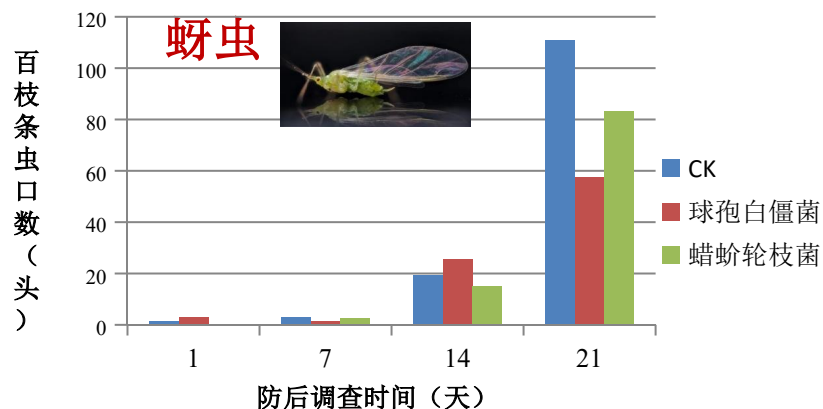 蚜虫
百枝条虫口数（头）
120
100
80
60
40
20
0
1 7 14 21
防后调查时间（天）
CK
球孢白僵菌
蜡蚧轮枝菌